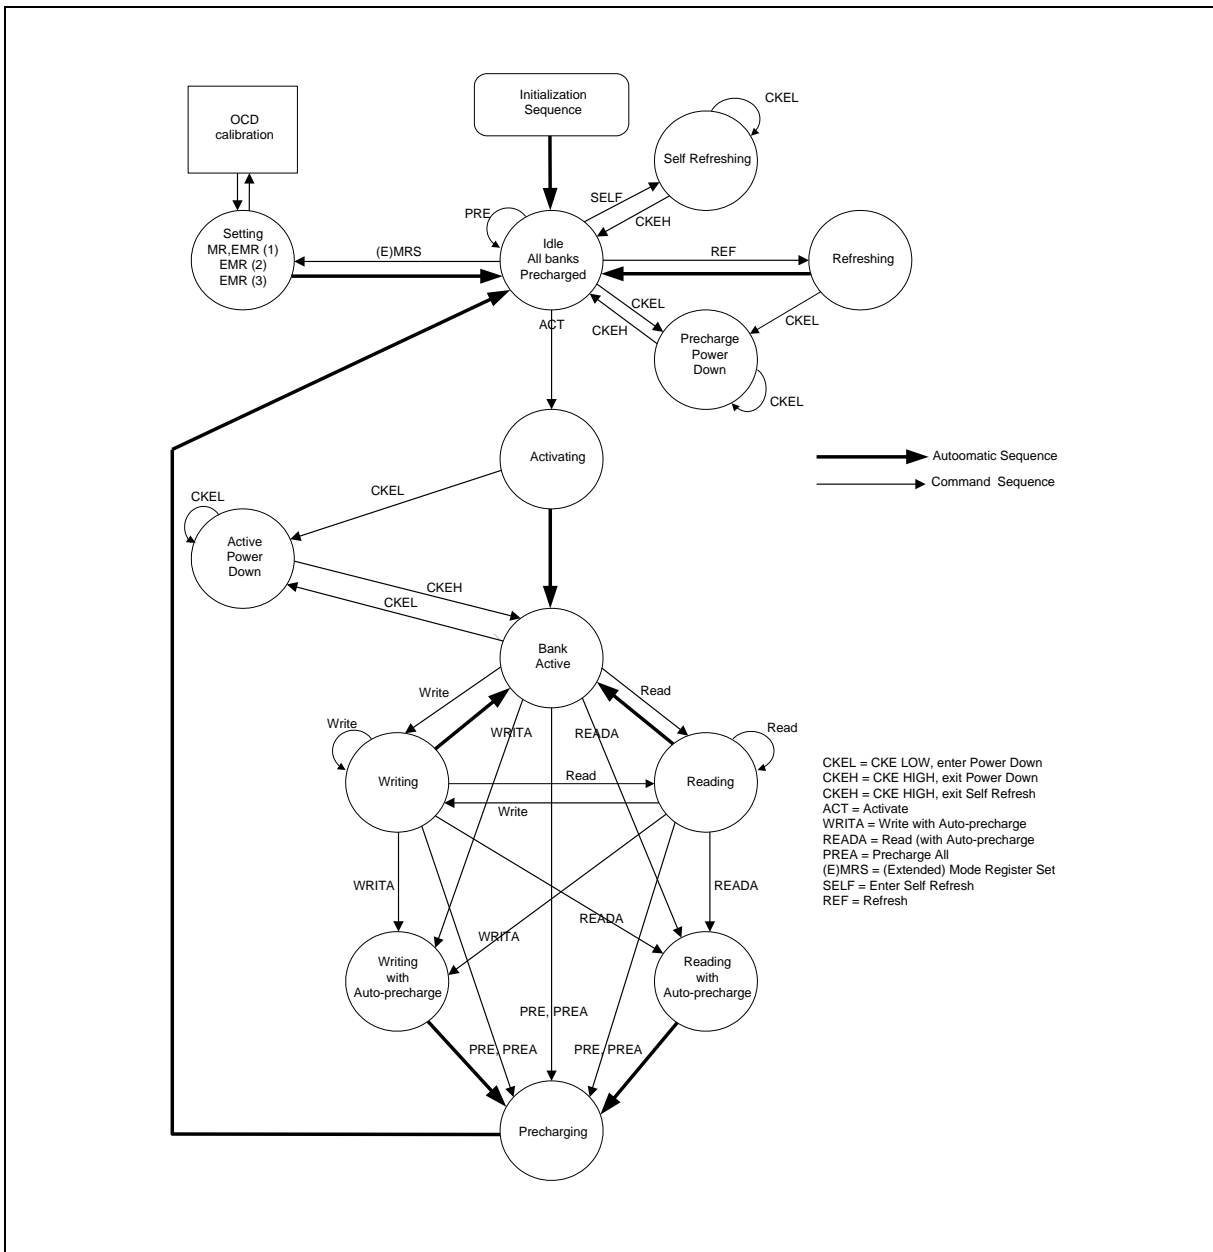 Initialization
Sequence
CKEL
OCD
calibration
Self Refreshing
SELF
PRE
CKEH
Setting
MR,EMR (1)
EMR (2)
EMR (3)
(E)MRS
Idle
All banks
Precharged
REF
Refreshing
CKEL
CKEH
CKEL
ACT
Precharge
Power
Down
CKEL
Activating
Autoomatic Sequence
Command Sequence
CKEL
CKEL
Active
Power
Down
CKEH
CKEL
Bank
Active
Write
Read
Write
WRITA
READA
Read
Writing
Read
Reading
Write
CKEL = CKE LOW, enter Power Down
CKEH = CKE HIGH, exit Power Down
CKEH = CKE HIGH, exit Self Refresh
ACT = Activate
WRITA = Write with Auto-precharge
READA = Read (with Auto-precharge
PREA = Precharge All
(E)MRS = (Extended) Mode Register Set
SELF = Enter Self Refresh
REF = Refresh
WRITA
READA
READA
WRITA
Writing
with
Auto-precharge
Reading
with
Auto-precharge
PRE, PREA
PRE, PREA
PRE, PREA
Precharging